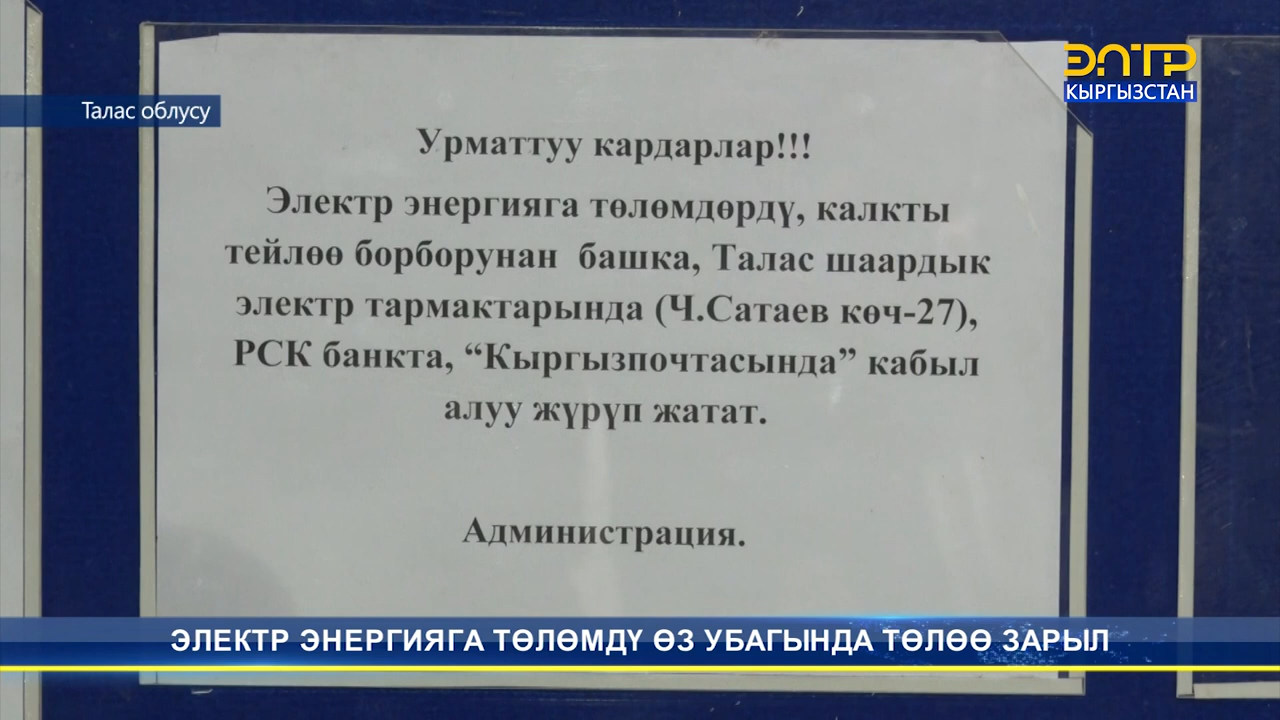 ЭЛТР
КЫРГЫЗСТАН
Талас облусу
Урматтуу кардарлар!!!
Электр энергияга төлөмдөрдү, калкты
тейлөө борборунан башка, Талас шаардык
электр тармактарында (Ч.Сатаев көч-27),
РСК банкта, “Кыргызпочтасында” кабыл
алуу жүрүп жатат.
Администрация.
ЭЛЕКТР ЭНЕРГИЯГА ТӨЛӨМДҮ ӨЗ УБАГЫНДА ТӨЛӨӨ ЗАРЫЛ